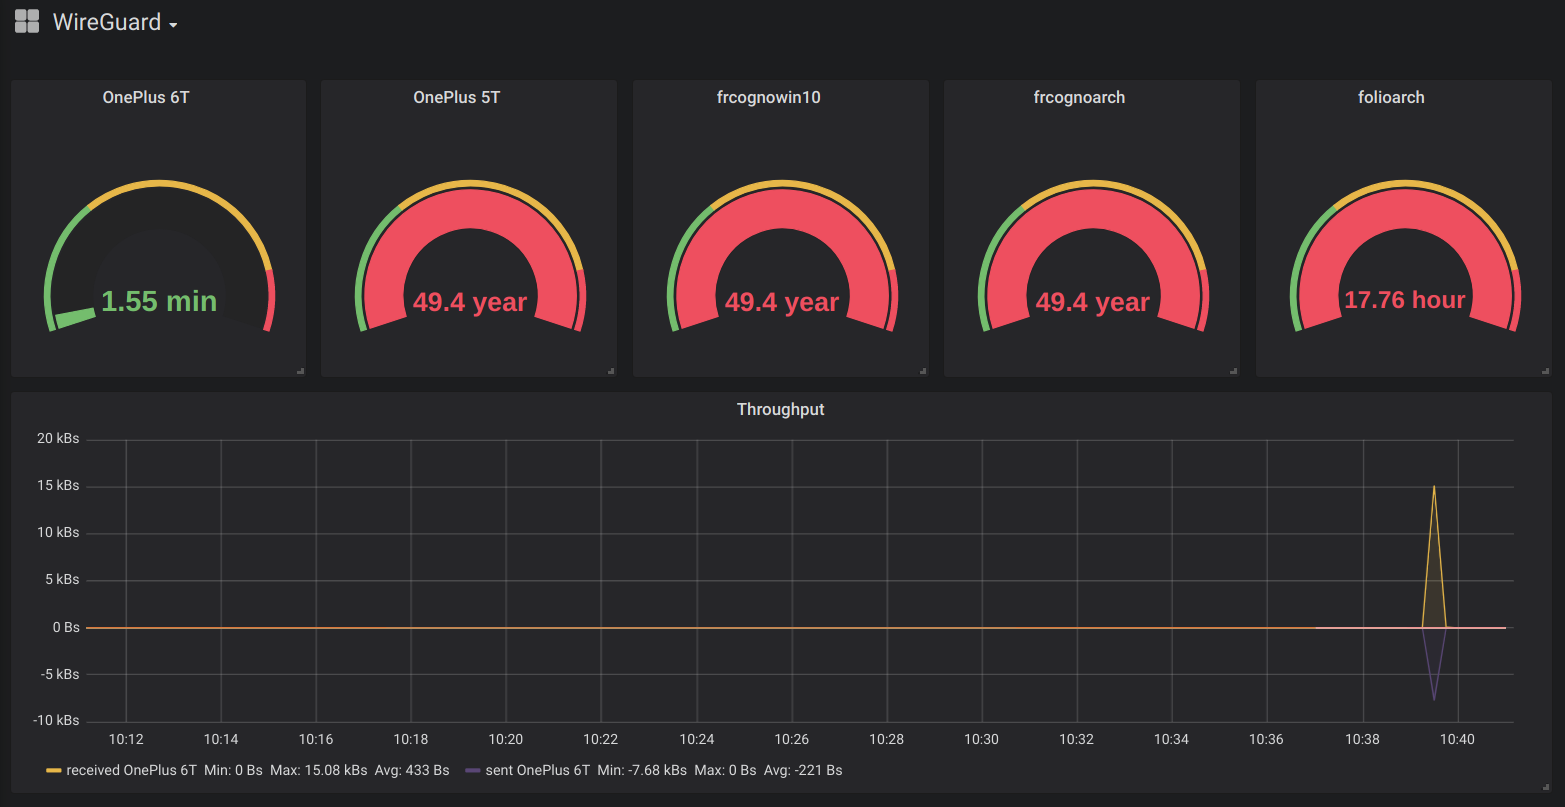 WireGuard
OnePlus 6T
OnePlus 5T
frcognowin10
frcognoarch
folioarch
1.55 min
49.4 year
49.4 year
49.4 year
17.76 hour
Throughput
20 kBs
15 kBs
10 kBs
5 kBs
0 Bs
-5 kBs
-10 kBs
10:12 10:14 10:16 10:18 10:20 10:22 10:24 10:26 10:28 10:30 10:32 10:34 10:36 10:38 10:40
received OnePlus 6T Min: 0 Bs Max: 15.08 kBs Avg: 433 Bs sent OnePlus 6T Min: -7.68 kBs Max: 0 Bs Avg: -221 Bs